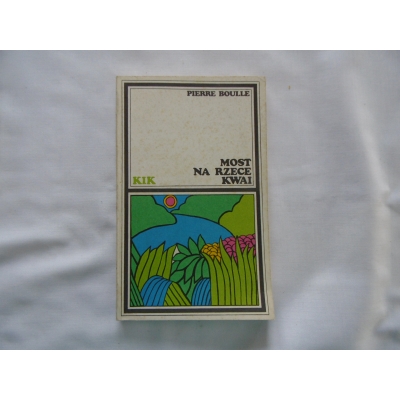 PIERRE BOULLE
MOST
NA RZECE
KIK KWAI